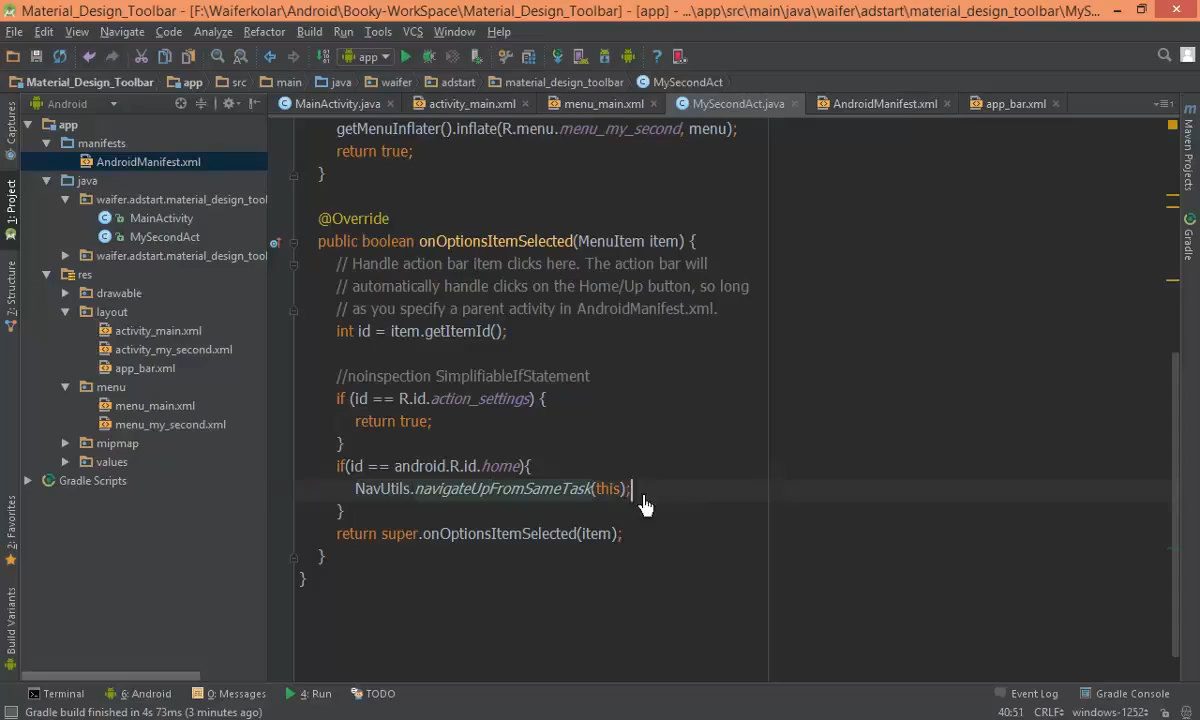 Material_Design_Toolbar - [F:\Waiferkolar\Android\Booky-WorkSpace\Material_Design_Toolbar] - [app] - ...\app\src\main\java\waifer\adstart\material_design_toolbar\MyS...
File Edit View Navigate Code Analyze Refactor Build Run Tools VCS Window Help
app
Material_Design_Toolbar app src main java waifer adstart material_design_toolbar MySecondAct
Android MainActivity.java activity_main.xml menu_main.xml MySecondAct.java AndroidManifest.xml app_bar.xml
Captures
1: Project
7: Structure
2: Favorites
Build Variants
app
manifests
AndroidManifest.xml
java
waifer.adstart.material_design_tool
MainActivity
MySecondAct
waifer.adstart.material_design_tool
res
drawable
layout
activity_main.xml
activity_my_second.xml
app_bar.xml
menu
menu_main.xml
menu_my_second.xml
mipmap
values
Gradle Scripts
getMenuInflater().inflate(R.menu.menu_my_second, menu);
return true;
}
@Override
public boolean onOptionsItemSelected(MenuItem item) {
// Handle action bar item clicks here. The action bar will
// automatically handle clicks on the Home/Up button, so long
// as you specify a parent activity in AndroidManifest.xml.
int id = item.getItemId();
//noinspection SimplifiableIfStatement
if (id == R.id.action_settings) {
return true;
}
if(id == android.R.id.home){
NavUtils.navigateUpFromSameTask(this);
}
return super.onOptionsItemSelected(item);
}
}
Maven Projects
Gradle
Terminal 6: Android 0: Messages 4: Run TODO Event Log Gradle Console
Gradle build finished in 4s 73ms (3 minutes ago) 40:51 CRLF windows-1252